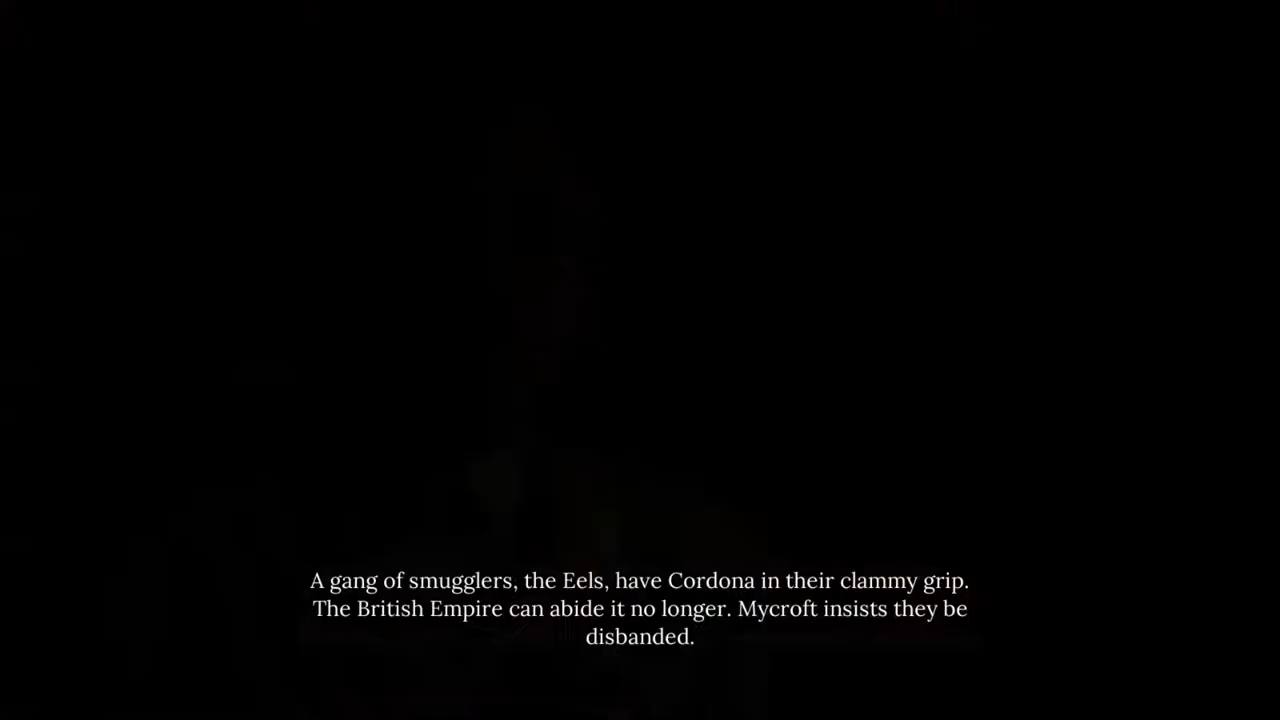 A gang of smugglers, the Eels, have Cordona in their clammy grip.
The British Empire can abide it no longer. Mycroft insists they be
disbanded.